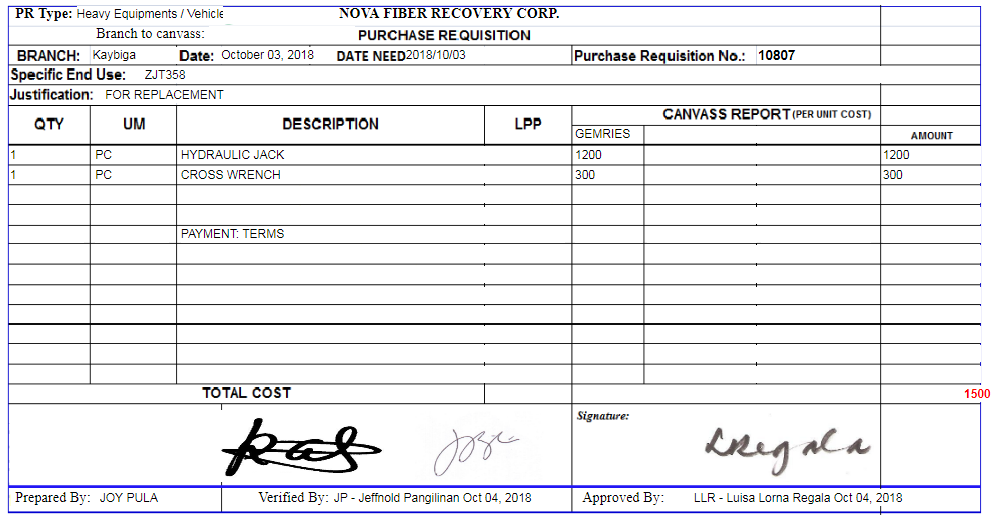 PR Type: Heavy Equipments / Vehicle NOVA FIBER RECOVERY CORP.
Branch to canvass: PURCHASE REQUISITION
BRANCH: Kaybiga Date: October 03, 2018 DATE NEED 2018/10/03 Purchase Requisition No.: 10807
Specific End Use: ZJT358
Justification: FOR REPLACEMENT
QTY UM DESCRIPTION LPP CANVASS REPORT (PER UNIT COST)
GEMRIES AMOUNT
1 PC HYDRAULIC JACK 1200 1200
1 PC CROSS WRENCH 300 300
PAYMENT: TERMS
TOTAL COST 1500
Signature:
LRegala
Prepared By: JOY PULA Verified By: JP - Jeffnold Pangilinan Oct 04, 2018 Approved By: LLR - Luisa Lorna Regala Oct 04, 2018